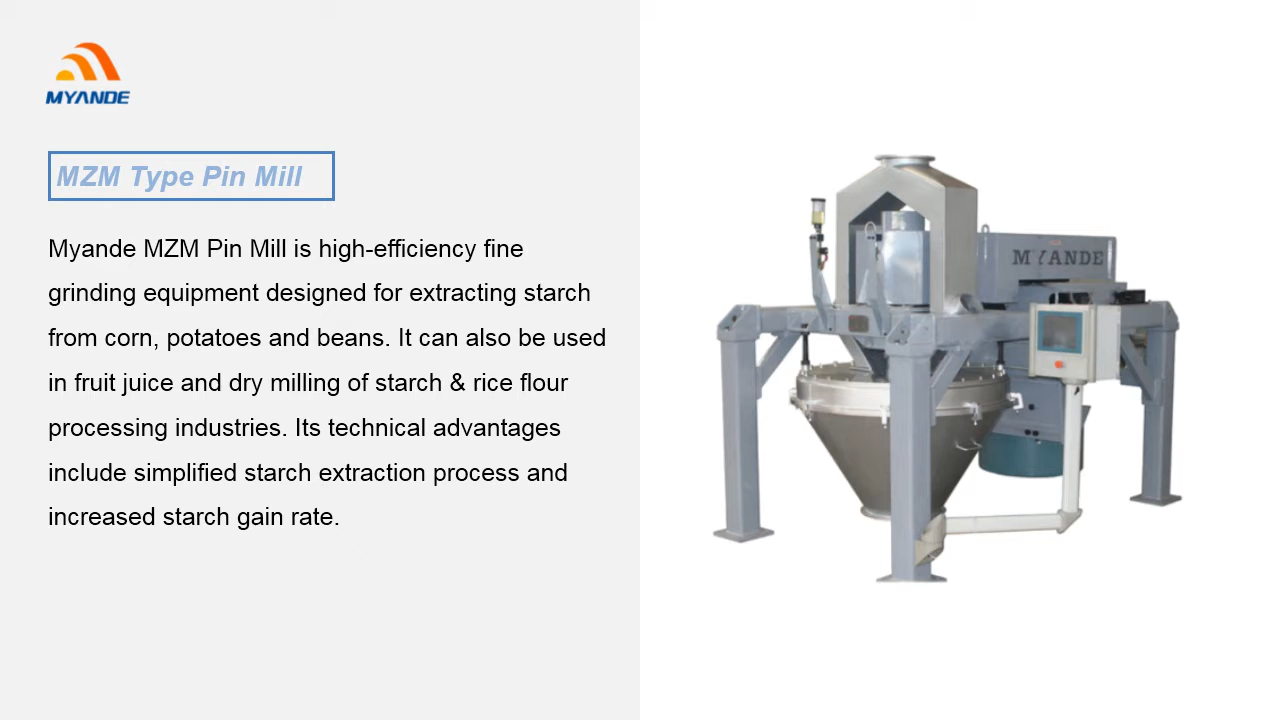 MYANDE
MZM Type Pin Mill
Myande MZM Pin Mill is high-efficiency fine
grinding equipment designed for extracting starch
from corn, potatoes and beans. It can also be used
in fruit juice and dry milling of starch & rice flour
processing industries. Its technical advantages
include simplified starch extraction process and
increased starch gain rate.
MYANDE